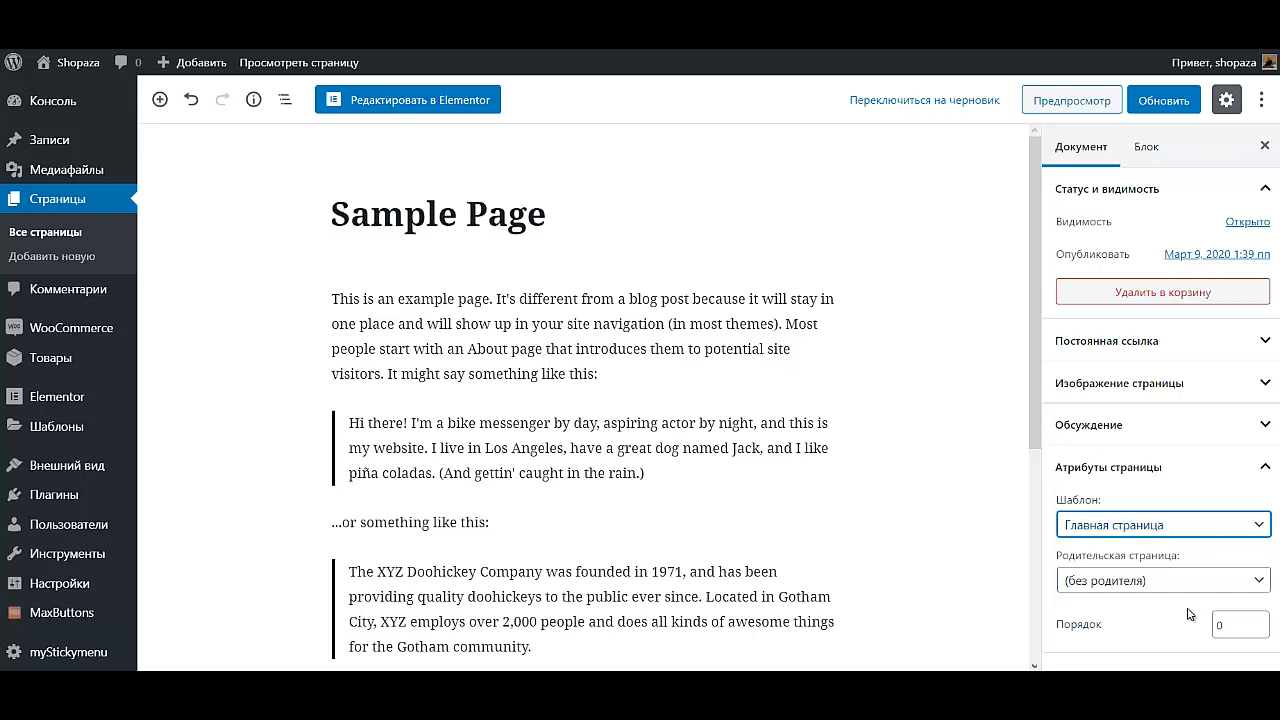 Shopaza
0
Добавить
Просмотреть страницу
Привет, shopaza
Консоль
Записи
Медиафайлы
Страницы
Все страницы
Добавить новую
Комментарии
WooCommerce
Товары
Elementor
Шаблоны
Внешний вид
Плагины
Пользователи
Инструменты
Настройки
MaxButtons
myStickymenu
Редактировать в Elementor
Переключиться на черновик
Предпросмотр
Обновить
Sample Page
This is an example page. It's different from a blog post because it will stay in
one place and will show up in your site navigation (in most themes). Most
people start with an About page that introduces them to potential site
visitors. It might say something like this:
Hi there! I'm a bike messenger by day, aspiring actor by night, and this is
my website. I live in Los Angeles, have a great dog named Jack, and I like
piña coladas. (And gettin' caught in the rain.)
...or something like this:
The XYZ Doohickey Company was founded in 1971, and has been
providing quality doohickeys to the public ever since. Located in Gotham
City, XYZ employs over 2,000 people and does all kinds of awesome things
for the Gotham community.
Документ
Блок
Статус и видимость
Видимость
Открыто
Опубликовать
Март 9, 2020 1:39 пп
Удалить в корзину
Постоянная ссылка
Изображение страницы
Обсуждение
Атрибуты страницы
Шаблон:
Главная страница
Родительская страница:
(без родителя)
Порядок
0